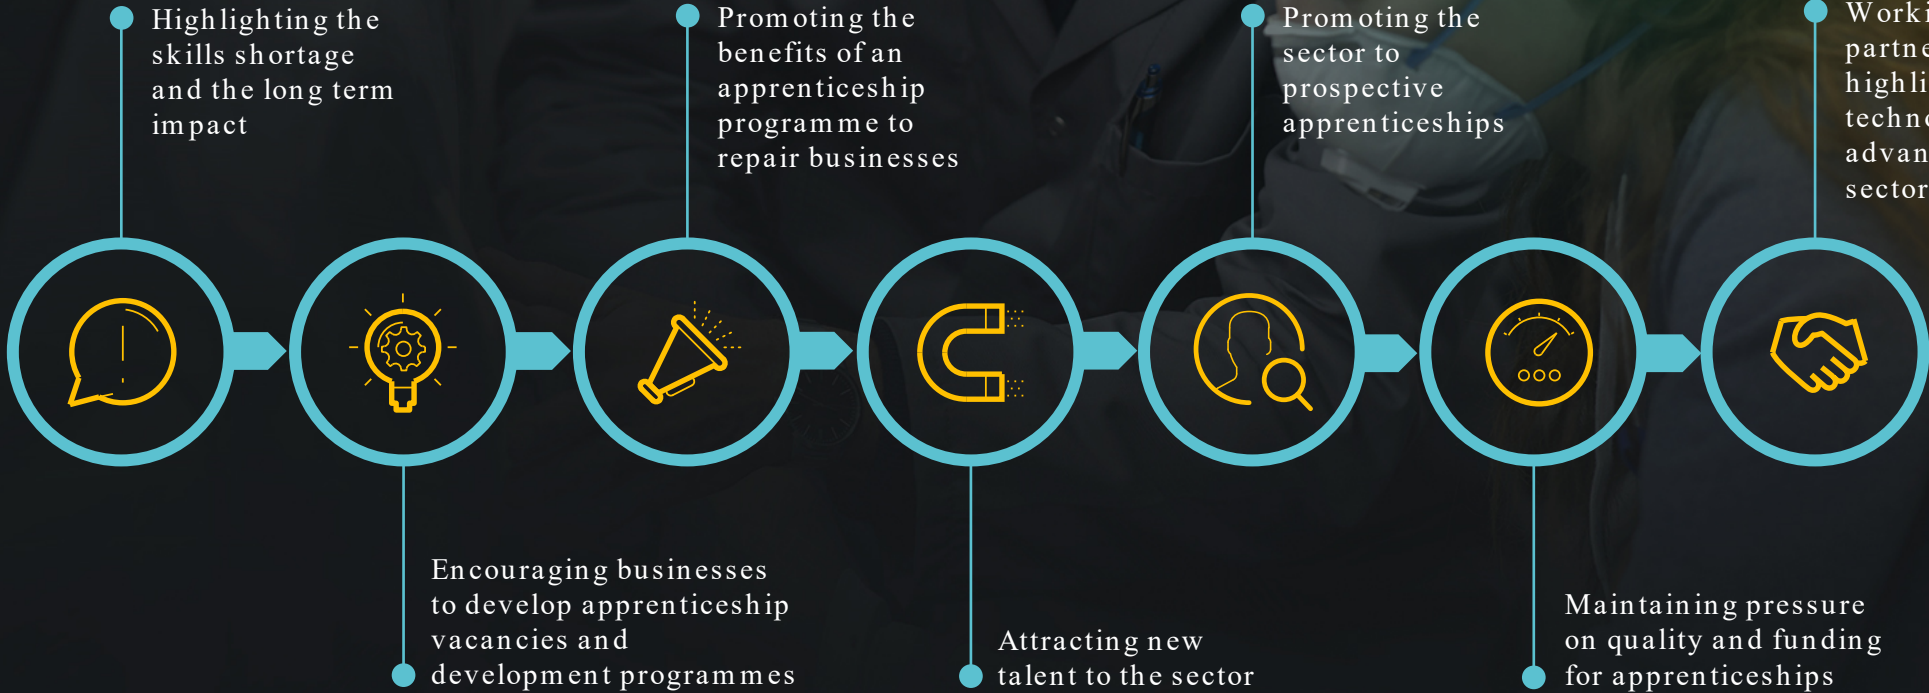 Highlighting the
skills shortage
and the long term
impact
Encouraging businesses
to develop apprenticeship
vacancies and
development programmes
Promoting the
benefits of an
apprenticeship
programme to
repair businesses
Attracting new
talent to the sector
Promoting the
sector to
prospective
apprenticeships
Maintaining pressure
on quality and funding
for apprenticeships
sector